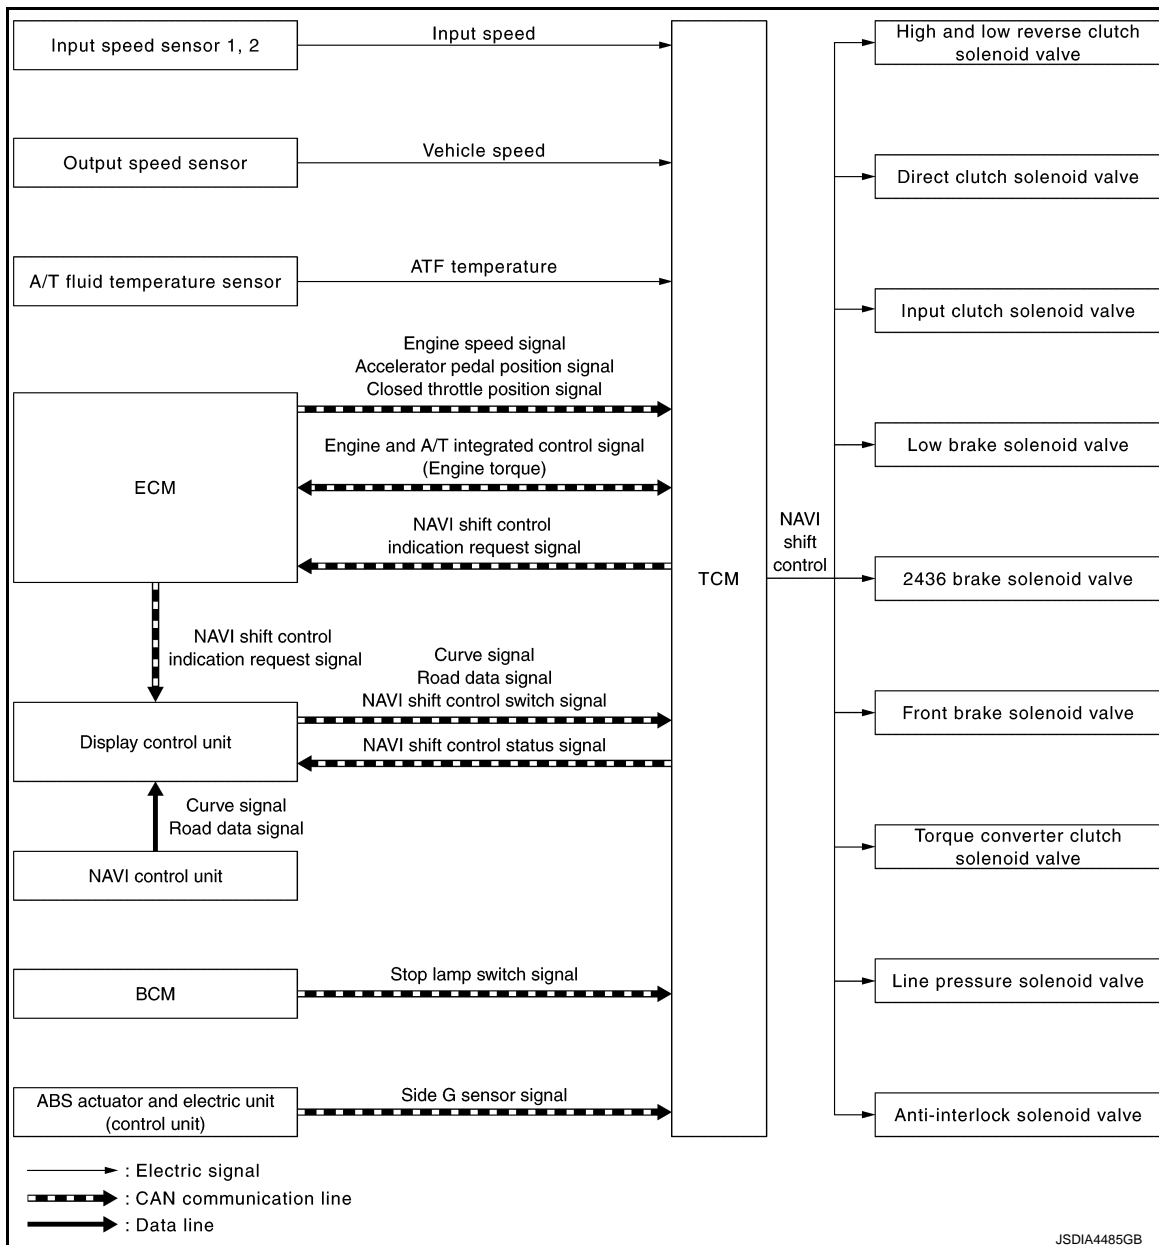 Input speed sensor 1, 2
Input speed
Output speed sensor
Vehicle speed
A/T fluid temperature sensor
ATF temperature
Engine speed signal
Accelerator pedal position signal
Closed throttle position signal
ECM
Engine and A/T integrated control signal
(Engine torque)
NAVI shift control
indication request signal
NAVI shift control
indication request signal
Curve signal
Road data signal
NAVI shift control switch signal
Display control unit
NAVI shift control status signal
Curve signal
Road data signal
NAVI control unit
BCM
Stop lamp switch signal
ABS actuator and electric unit
(control unit)
Side G sensor signal
TCM
NAVI
shift
control
High and low reverse clutch
solenoid valve
Direct clutch solenoid valve
Input clutch solenoid valve
Low brake solenoid valve
2436 brake solenoid valve
Front brake solenoid valve
Torque converter clutch
solenoid valve
Line pressure solenoid valve
Anti-interlock solenoid valve
: Electric signal
: CAN communication line
: Data line
JSDIA4485GB